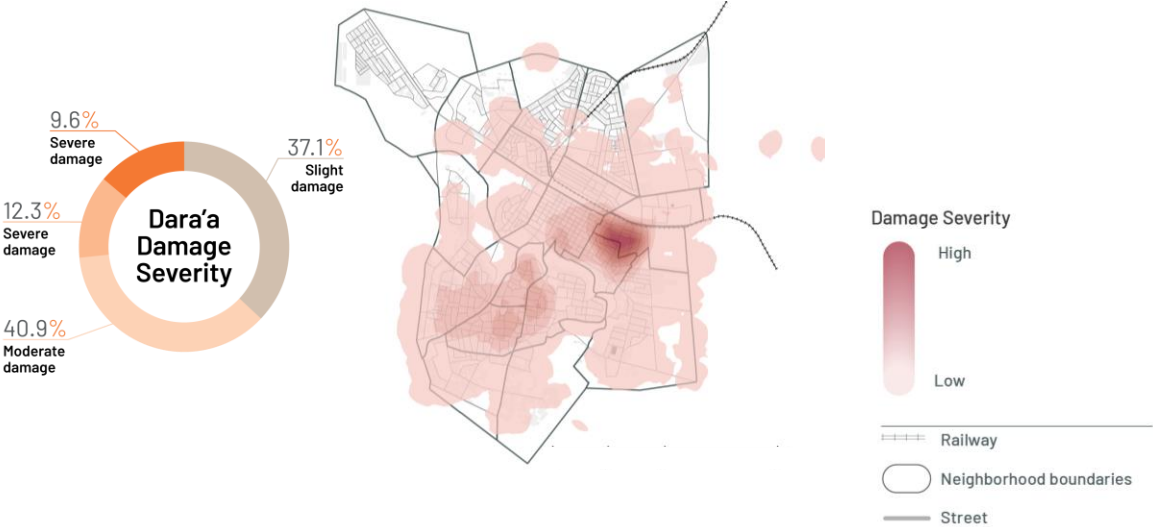 9.6%
Severe
damage
37.1%
Slight
damage
12.3%
Severe
damage
Dara’a
Damage
Severity
40.9%
Moderate
damage
Damage Severity
High
Low
Railway
Neighborhood boundaries
Street